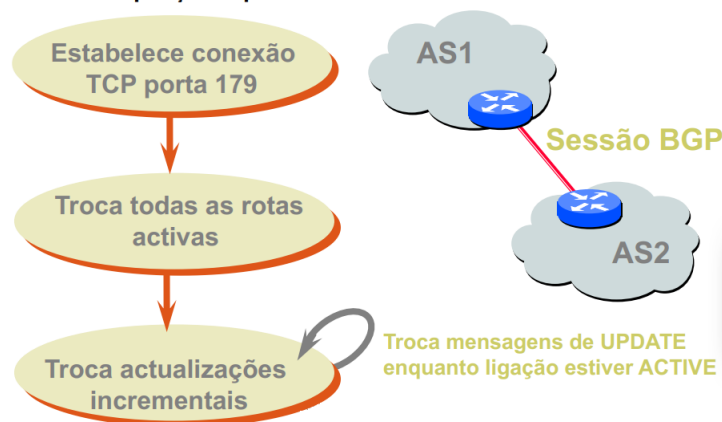 Estabelece conexão
TCP porta 179
AS1
Sessão BGP
Troca todas as rotas
activas
AS2
Troca mensagens de UPDATE
enquanto ligação estiver ACTIVE
Troca actualizações
incrementais